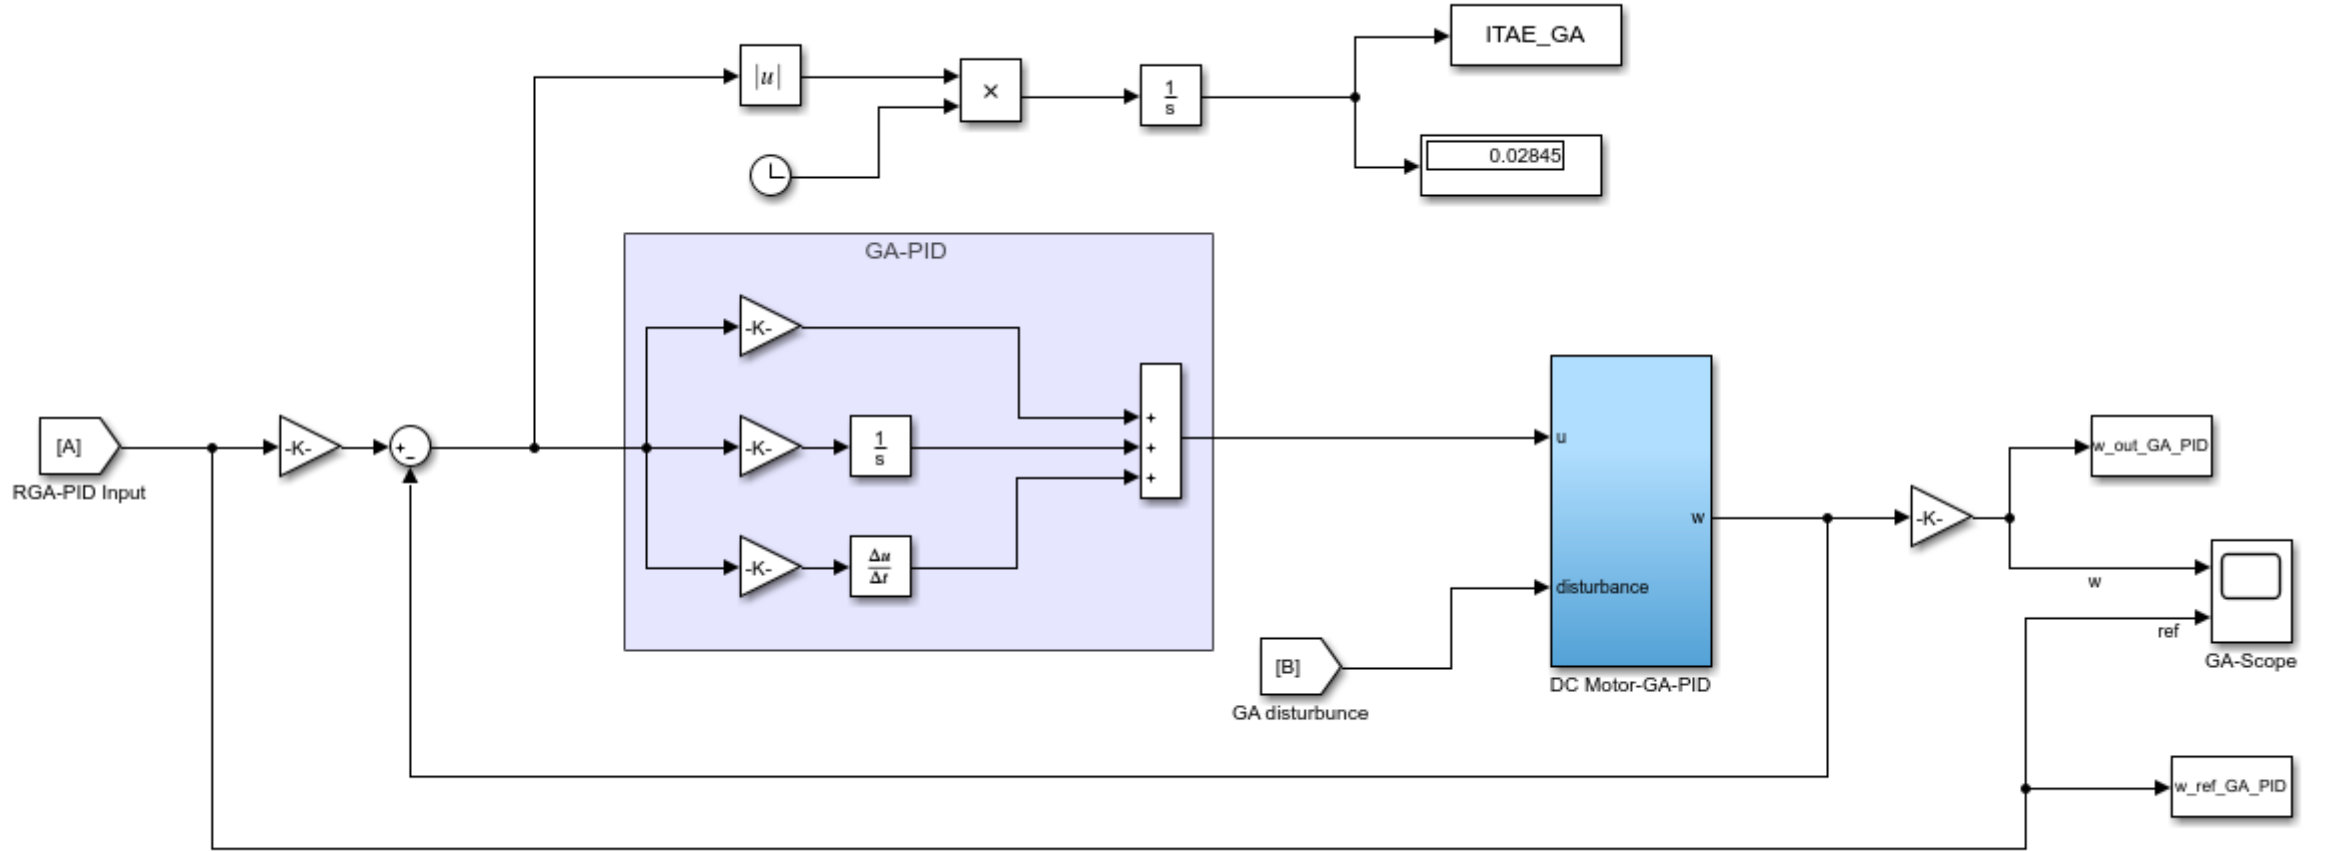 ITAE_GA
|u|
×
1
s
0.02845
GA-PID
-K-
[A]
RGA-PID Input
-K-
+
-
-K-
1
s
-K-
Δu
Δt
+
+
+
u
w
disturbance
DC Motor-GA-PID
[B]
GA disturbunce
-K-
w_out_GA_PID
w
ref
GA-Scope
w_ref_GA_PID